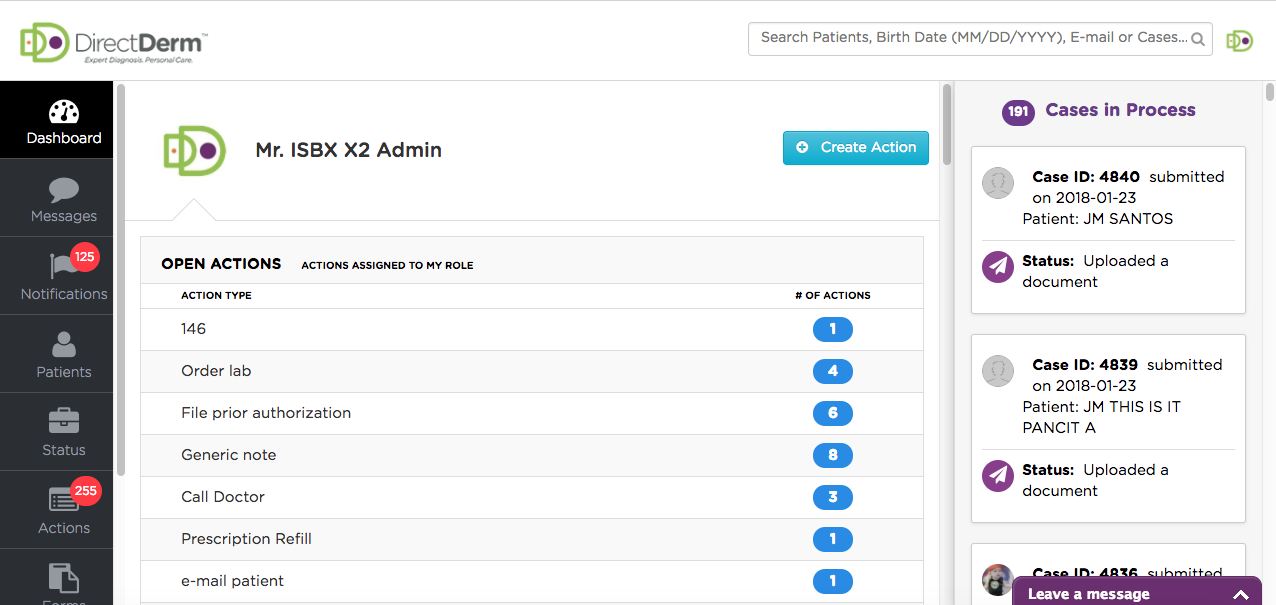 DirectDerm™
Expert Diagnosis. Personal Care.
Search Patients, Birth Date (MM/DD/YYYY), E-mail or Cases...
Dashboard
Messages
125
Notifications
Patients
Status
255
Actions
Forms
Mr. ISBX X2 Admin
Create Action
OPEN ACTIONS ACTIONS ASSIGNED TO MY ROLE
ACTION TYPE # OF ACTIONS
146 1
Order lab 4
File prior authorization 6
Generic note 8
Call Doctor 3
Prescription Refill 1
e-mail patient 1
191 Cases in Process
Case ID: 4840 submitted
on 2018-01-23
Patient: JM SANTOS
Status: Uploaded a
document
Case ID: 4839 submitted
on 2018-01-23
Patient: JM THIS IS IT
PANCIT A
Status: Uploaded a
document
Case ID: 4836 submitted
Leave a message